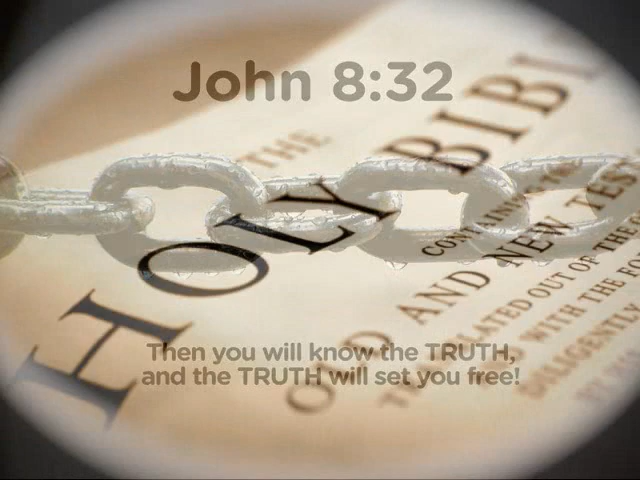 John 8:32
THE
HOLY BIBL
CONTAINING THE
OLD AND NEW TEST
TRANSLATED OUT OF THE
AND WITH THE FO
DILIGENTLY
Then you will know the TRUTH,
and the TRUTH will set you free!